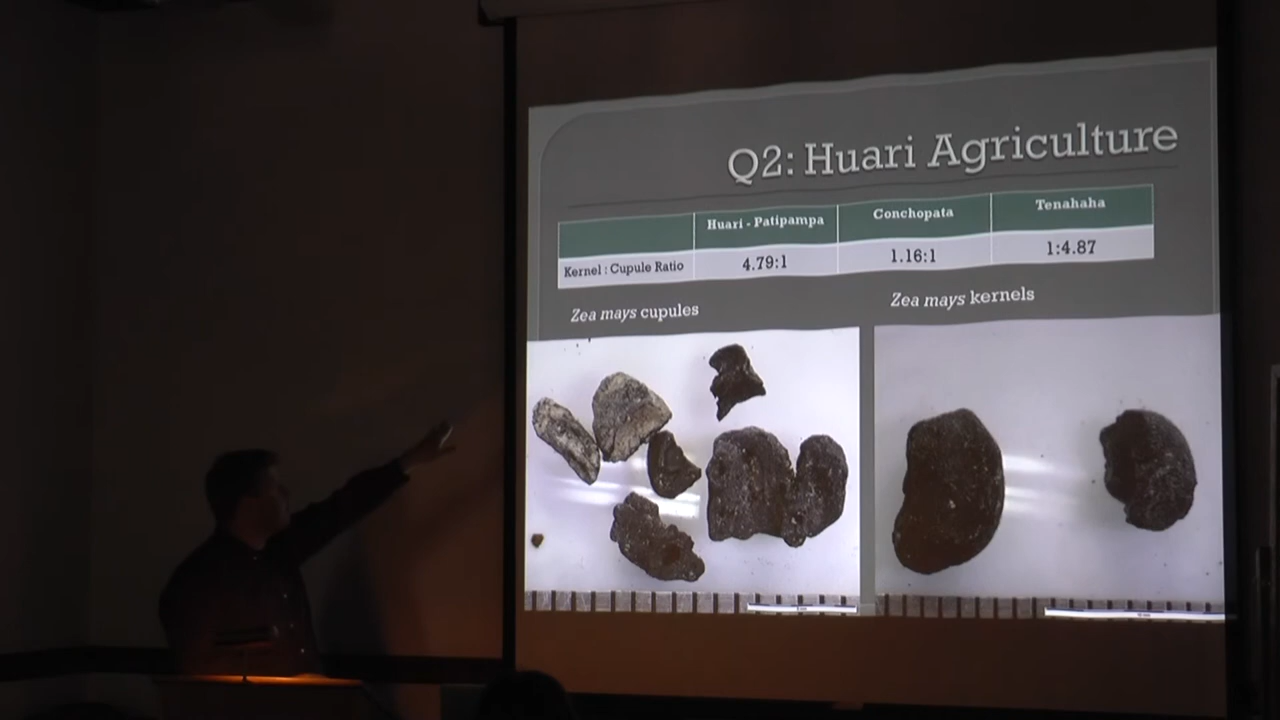 Q2: Huari Agriculture
Huari - Patipampa Conchopata Tenahaha
Kernel : Cupule Ratio 4.79:1 1.16:1 1:4.87
Zea mays cupules
Zea mays kernels